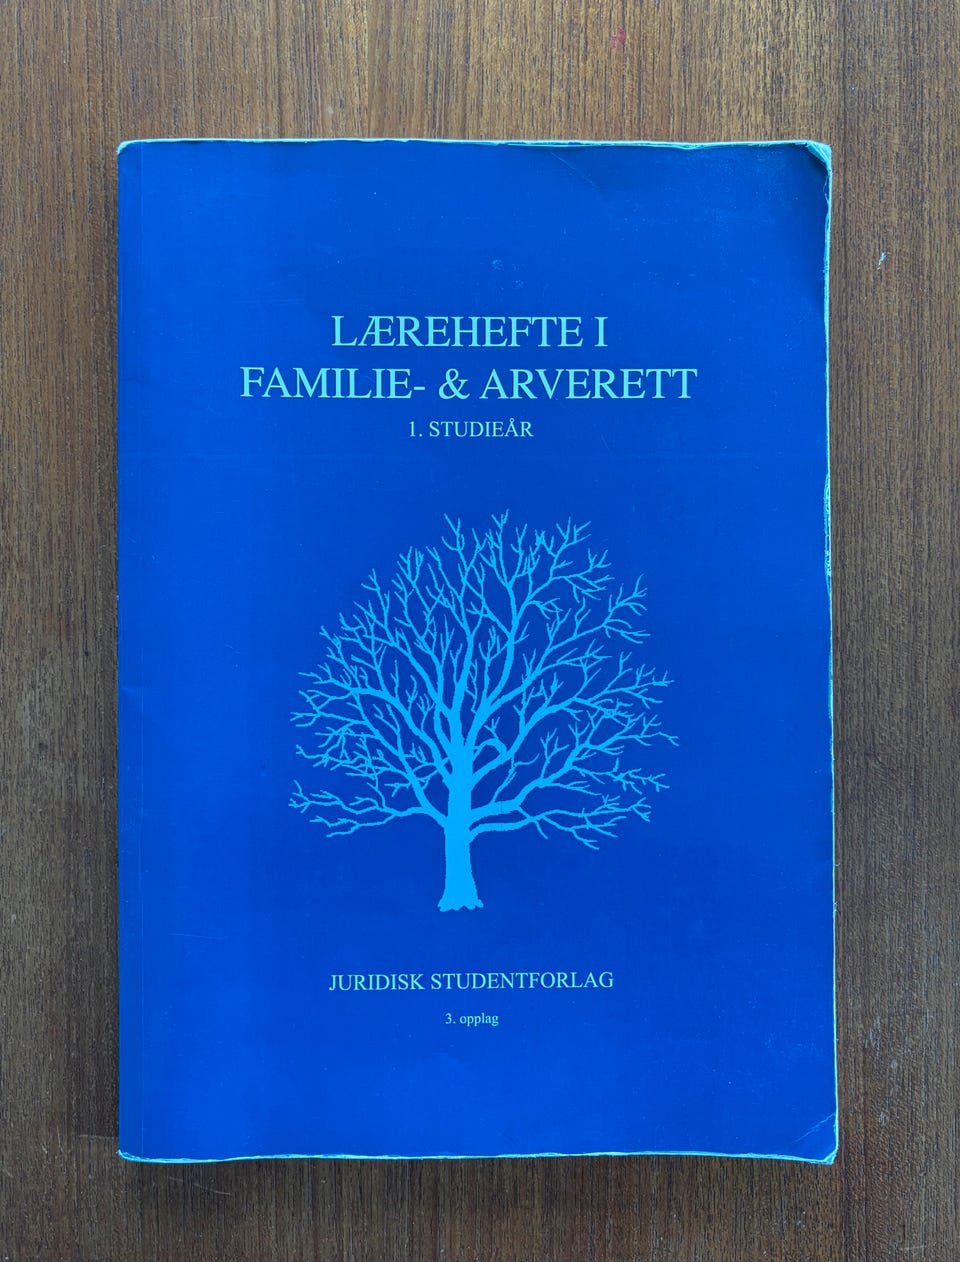 LÆREHEFTE I
FAMILIE- & ARVERETT
1. STUDIEÅR
JURIDISK STUDENTFORLAG
3. opplag